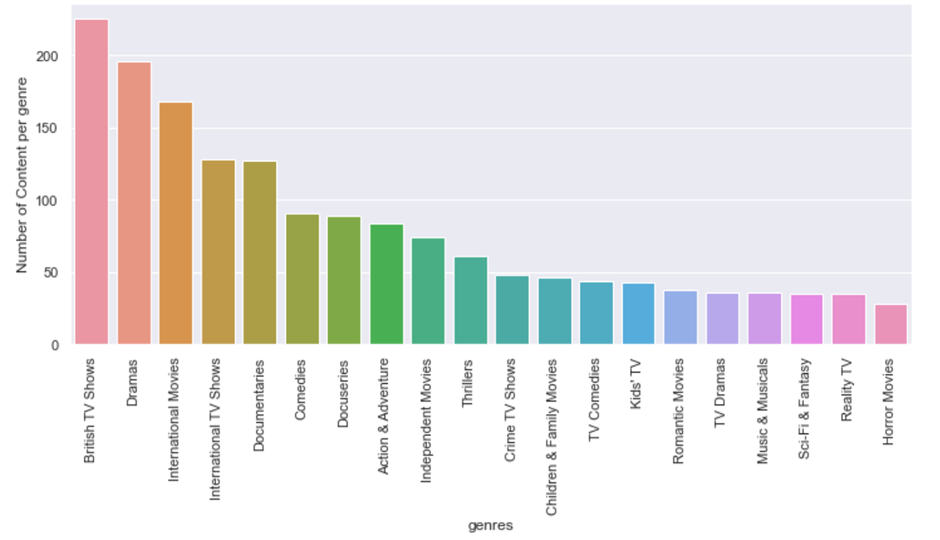 Number of Content per genre
200
150
100
50
0
British TV Shows
Dramas
International Movies
International TV Shows
Documentaries
Comedies
Docuseries
Action & Adventure
Independent Movies
Thrillers
Crime TV Shows
Children & Family Movies
TV Comedies
Kids' TV
Romantic Movies
TV Dramas
Music & Musicals
Sci-Fi & Fantasy
Reality TV
Horror Movies
genres